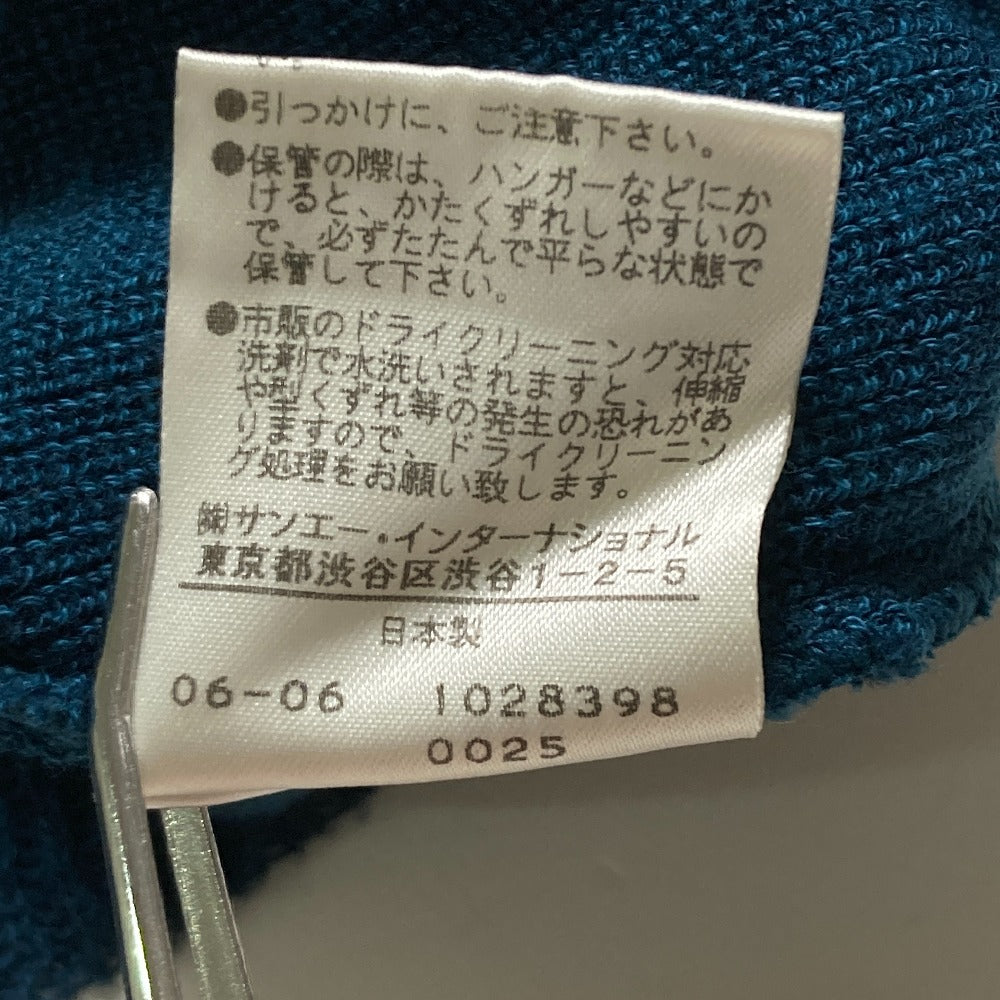 ●引っかけに、ご注意下さい。
●保管の際は、ハンガーなどにか
けると、かたくずれしやすいの
で、必ずたたんで平らな状態で
保管して下さい。
●市販のドライクリーニング対応
洗剤で水洗いされますと、伸縮
や型くずれ等の発生の恐れがあ
りますので、ドライクリーニン
グ処理をお願い致します。
㈱サンエー・インターナショナル
東京都渋谷区渋谷1-2-5
日本製
06-06 1028398
0025